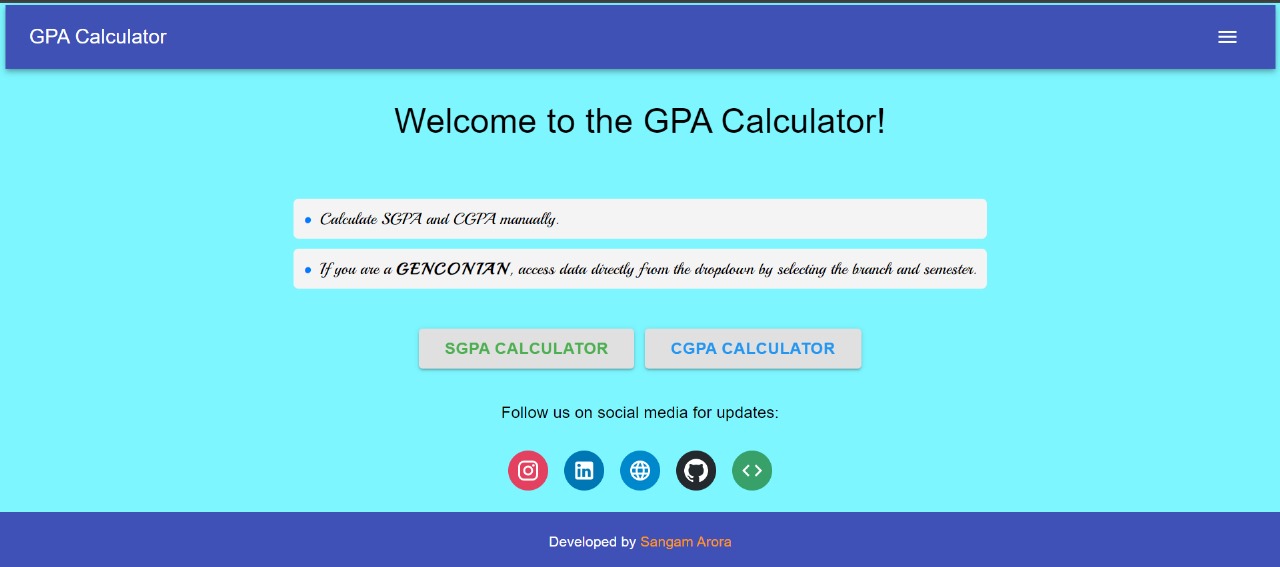 GPA Calculator
Welcome to the GPA Calculator!
Calculate SGPA and CGPA manually.
If you are a GENCONIAN, access data directly from the dropdown by selecting the branch and semester.
SGPA CALCULATOR
CGPA CALCULATOR
Follow us on social media for updates:
Developed by Sangam Arora